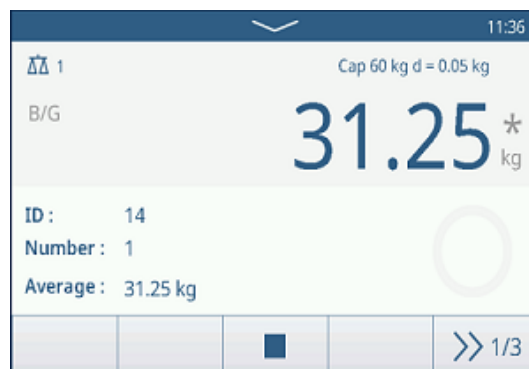 11:36
1
Cap 60 kg d = 0.05 kg
B/G
31.25 *
kg
ID : 14
Number : 1
Average : 31.25 kg
1/3